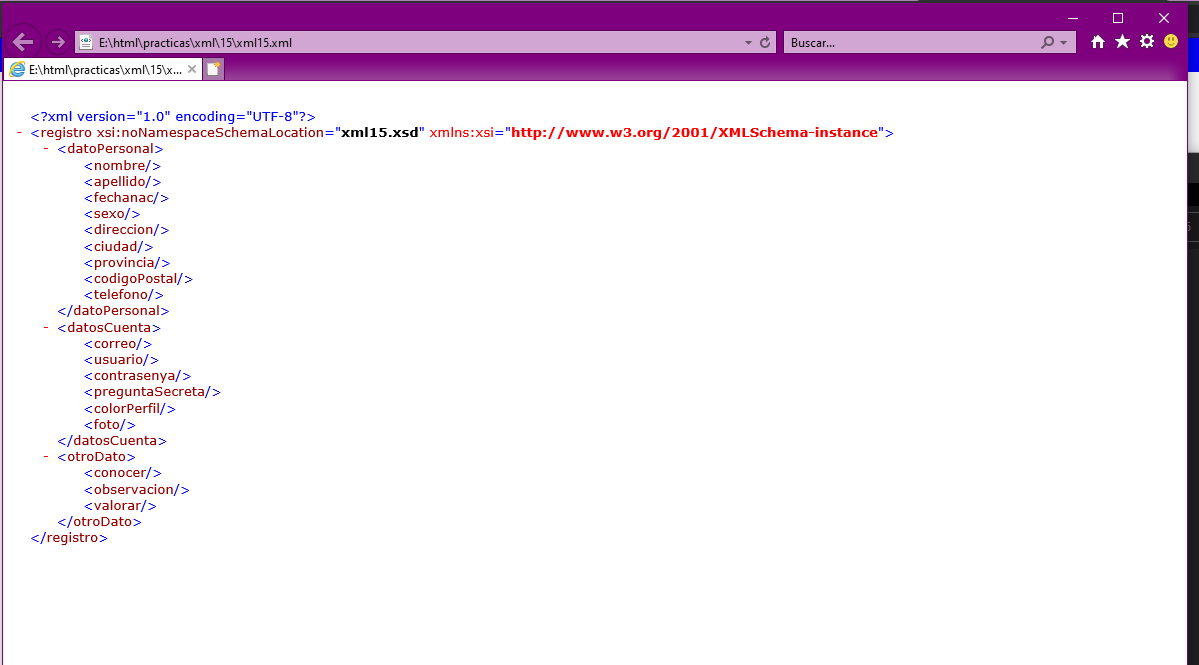 E:\html\practicas\xml\15\xml15.xml
Buscar...
E:\html\practicas\xml\15\x...
<?xml version="1.0" encoding="UTF-8"?>
- <registro xsi:noNamespaceSchemaLocation="xml15.xsd" xmlns:xsi="http://www.w3.org/2001/XMLSchema-instance">
- <datoPersonal>
<nombre/>
<apellido/>
<fechanac/>
<sexo/>
<direccion/>
<ciudad/>
<provincia/>
<codigoPostal/>
<telefono/>
</datoPersonal>
- <datosCuenta>
<correo/>
<usuario/>
<contrasenya/>
<preguntaSecreta/>
<colorPerfil/>
<foto/>
</datosCuenta>
- <otroDato>
<conocer/>
<observacion/>
<valorar/>
</otroDato>
</registro>